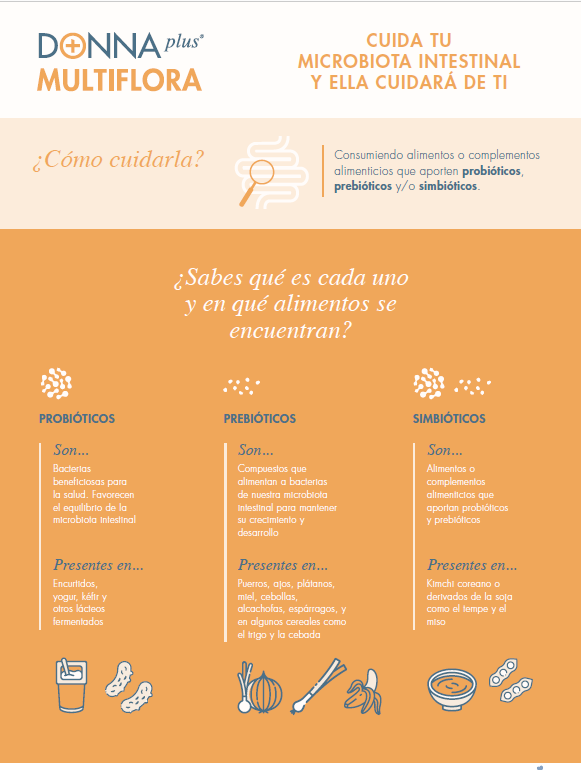 DONNA plus®
MULTIFLORA
CUIDA TU
MICROBIOTA INTESTINAL
Y ELLA CUIDARÁ DE TI
¿Cómo cuidarla?
Consumiendo alimentos o complementos
alimenticios que aporten probióticos,
prebióticos y/o simbióticos.
¿Sabes qué es cada uno
y en qué alimentos se
encuentran?
PROBIÓTICOS
Son...
Bacterias
beneficiosas para
la salud. Favorecen
el equilibrio de la
microbiota intestinal
Presentes en...
Encurtidos,
yogur, kéfir y
otros lácteos
fermentados
PREBIÓTICOS
Son...
Compuestos que
alimentan a bacterias
de nuestra microbiota
intestinal para mantener
su crecimiento y
desarrollo
Presentes en...
Puerros, ajos, plátanos,
miel, cebollas,
alcachofas, espárragos, y
en algunos cereales como
el trigo y la cebada
SIMBIÓTICOS
Son...
Alimentos o
complementos
alimenticios que
aportan probióticos
y prebióticos
Presentes en...
Kimchi coreano o
derivados de la soja
como el tempe y el
miso